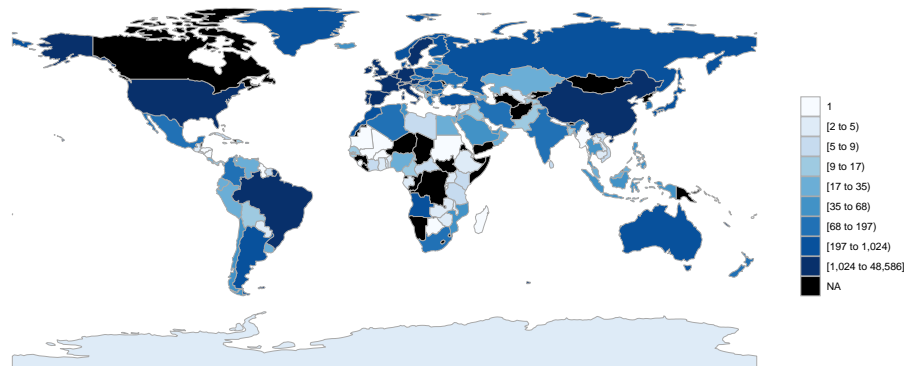 1
[2 to 5)
[5 to 9)
[9 to 17)
[17 to 35)
[35 to 68)
[68 to 197)
[197 to 1,024)
[1,024 to 48,586]
NA